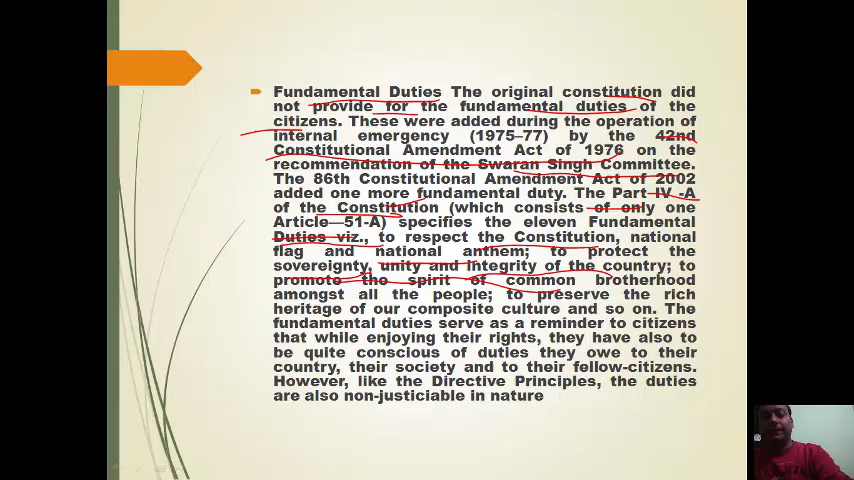 Fundamental Duties The original constitution did
not provide for the fundamental duties of the
citizens. These were added during the operation of
internal emergency (1975–77) by the 42nd
Constitutional Amendment Act of 1976 on the
recommendation of the Swaran Singh Committee.
The 86th Constitutional Amendment Act of 2002
added one more fundamental duty. The Part IV -A
of the Constitution (which consists of only one
Article—51-A) specifies the eleven Fundamental
Duties viz., to respect the Constitution, national
flag and national anthem; to protect the
sovereignty, unity and integrity of the country; to
promote the spirit of common brotherhood
amongst all the people; to preserve the rich
heritage of our composite culture and so on. The
fundamental duties serve as a reminder to citizens
that while enjoying their rights, they have also to
be quite conscious of duties they owe to their
country, their society and to their fellow-citizens.
However, like the Directive Principles, the duties
are also non-justiciable in nature